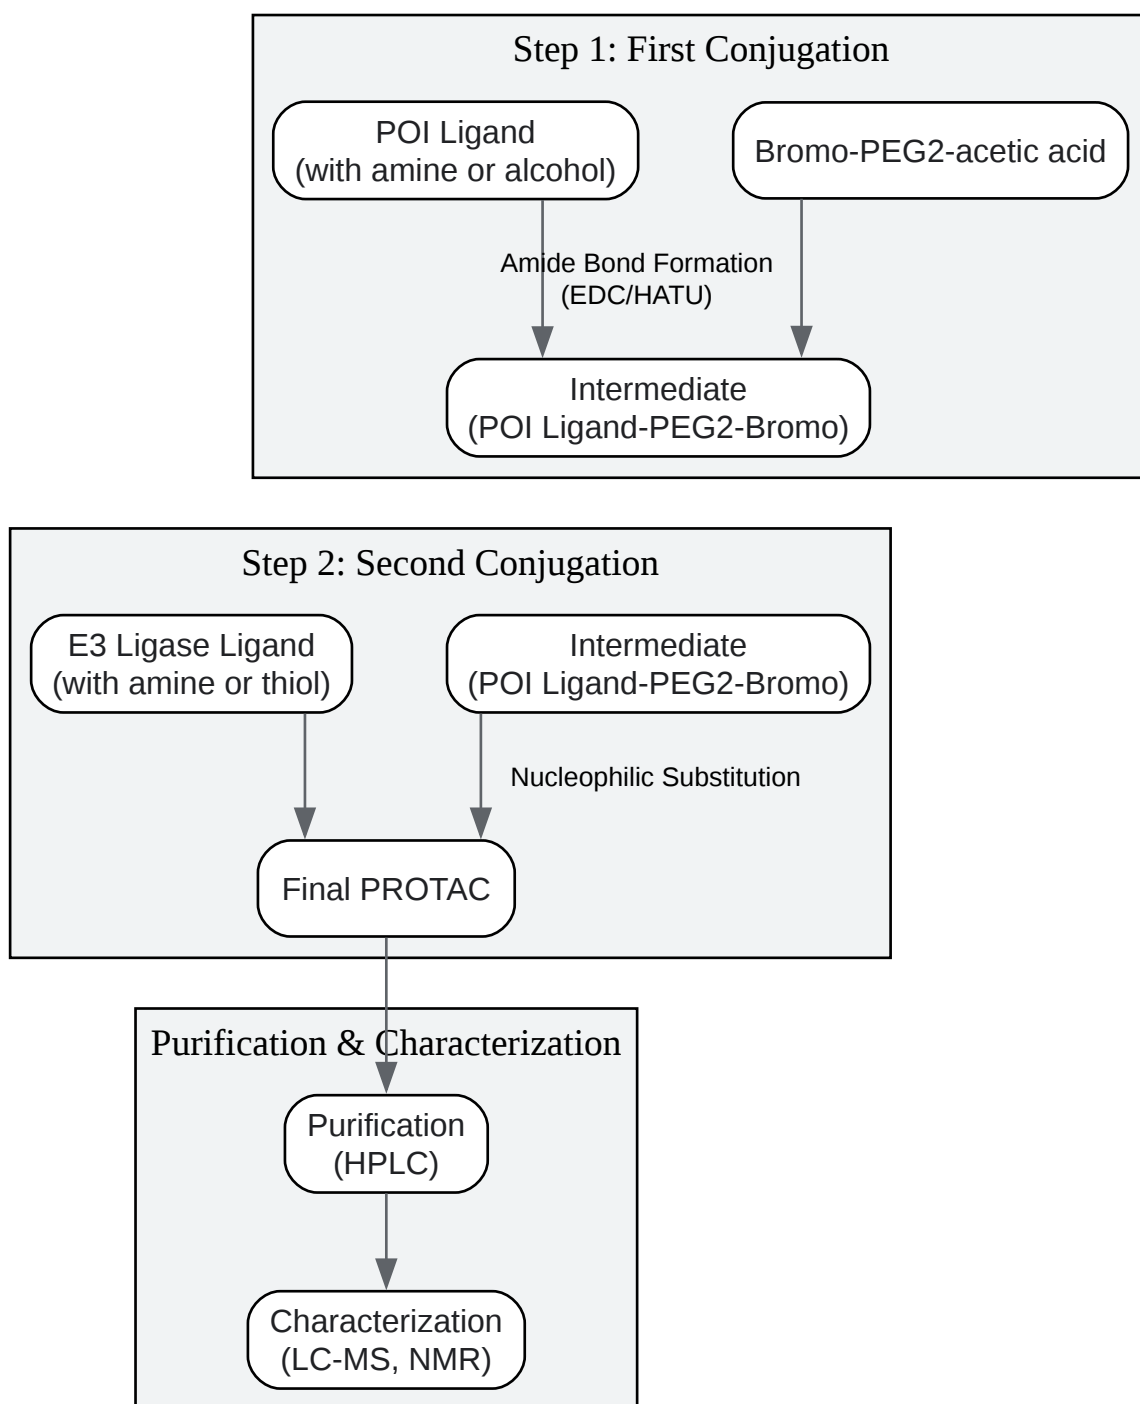 Step 1: First Conjugation
POI Ligand
(with amine or alcohol)
Bromo-PEG2-acetic acid
Amide Bond Formation
(EDC/HATU)
Intermediate
(POI Ligand-PEG2-Bromo)
Step 2: Second Conjugation
E3 Ligase Ligand
(with amine or thiol)
Intermediate
(POI Ligand-PEG2-Bromo)
Nucleophilic Substitution
Final PROTAC
Purification & Characterization
Purification
(HPLC)
Characterization
(LC-MS, NMR)